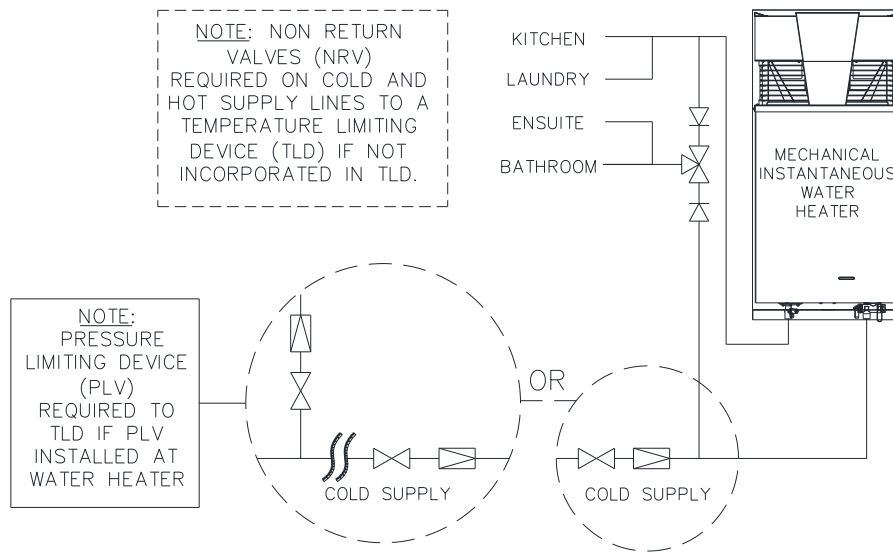 NOTE: NON RETURN
VALVES (NRV)
REQUIRED ON COLD AND
HOT SUPPLY LINES TO A
TEMPERATURE LIMITING
DEVICE (TLD) IF NOT
INCORPORATED IN TLD.
KITCHEN
LAUNDRY
ENSUITE
BATHROOM
MECHANICAL
INSTANTANEOUS
WATER
HEATER
NOTE:
PRESSURE
LIMITING DEVICE
(PLV)
REQUIRED TO
TLD IF PLV
INSTALLED AT
WATER HEATER
OR
COLD SUPPLY
COLD SUPPLY